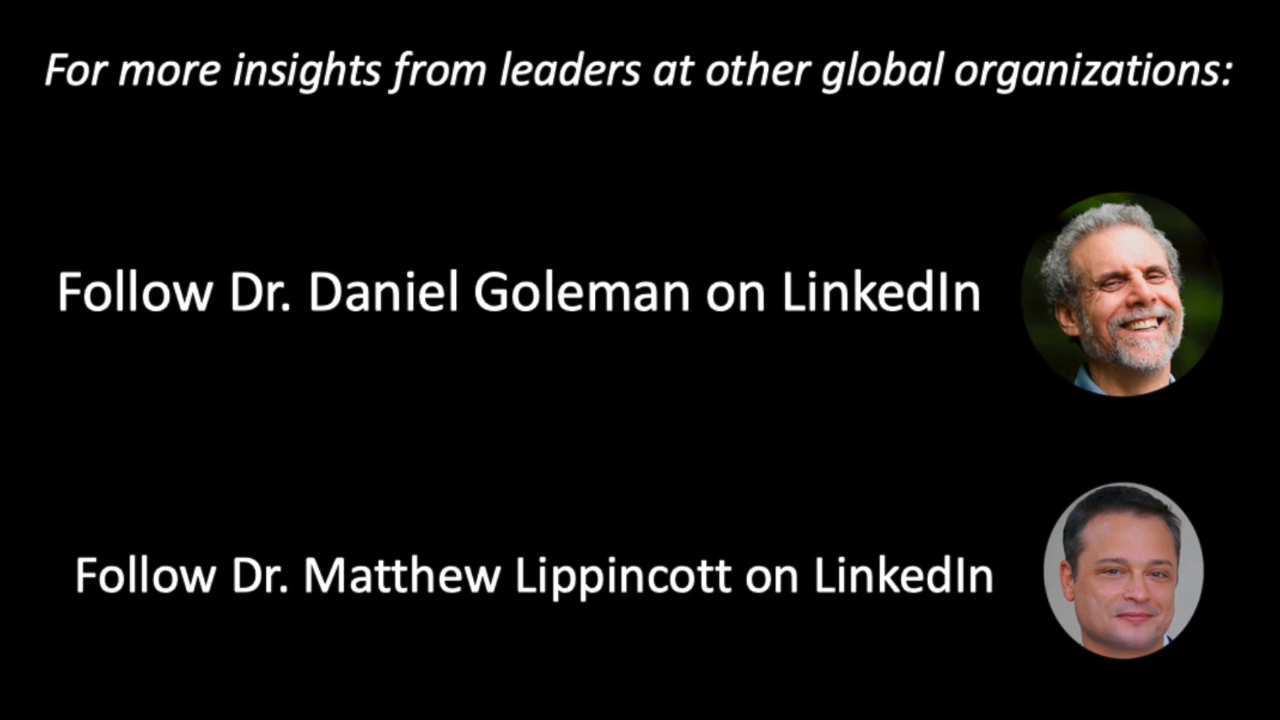 For more insights from leaders at other global organizations:
Follow Dr. Daniel Goleman on LinkedIn
Follow Dr. Matthew Lippincott on LinkedIn